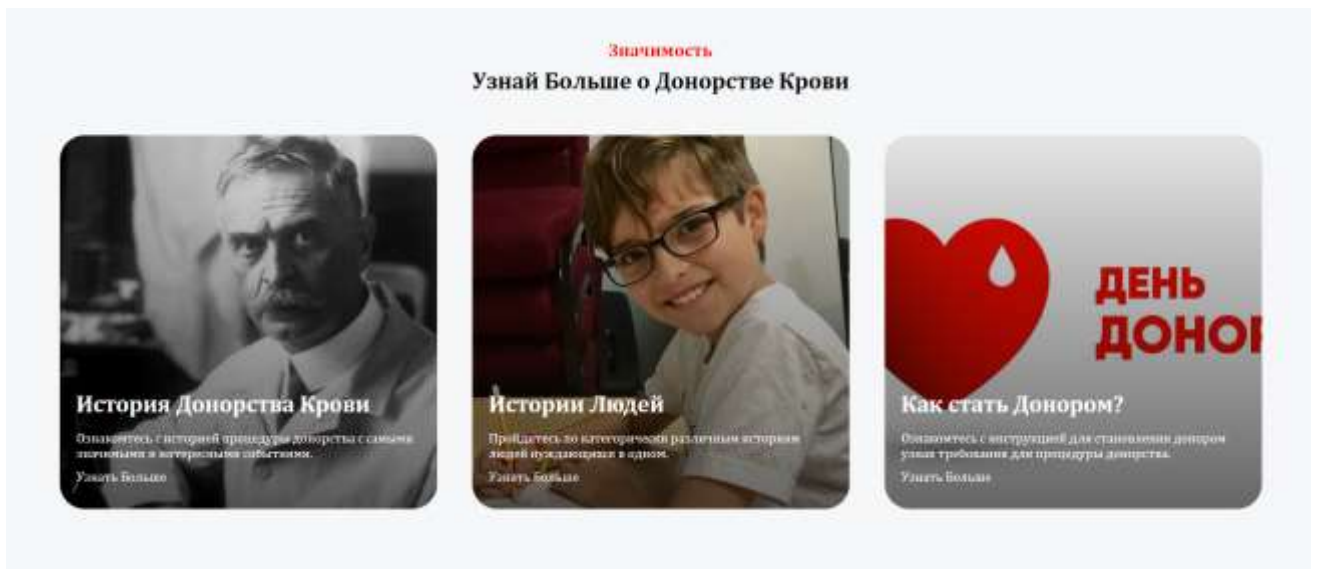 Значимость
Узнай Больше о Донорстве Крови
История Донорства Крови
Ознакомтесь с историей процедуры донорства с самыми
значимыми и интересными событиями.
Узнать Больше
Истории Людей
Пройдитесь по категорически различным историям
людей нуждающихся в одном.
Узнать Больше
ДЕНЬ
ДОНОР
Как стать Донором?
Ознакомтесь с инструкцией для становления донором
узнав требования для процедуры донорства.
Узнать Больше